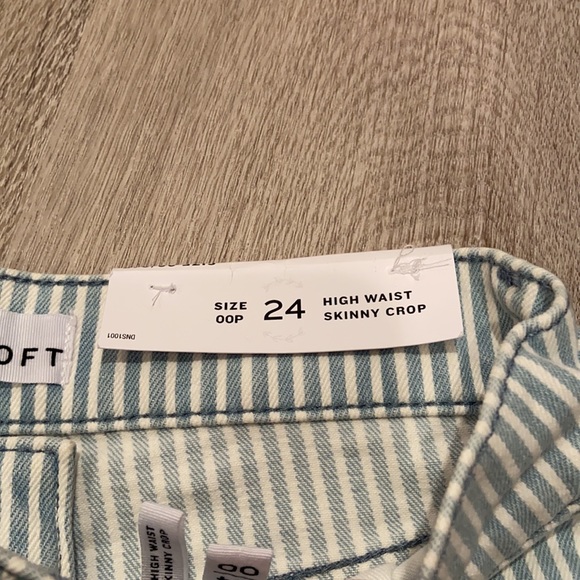 SIZE
00P
24
HIGH WAIST
SKINNY CROP
DNS1001
OFT
HIGH WAIST
SKINNY CROP